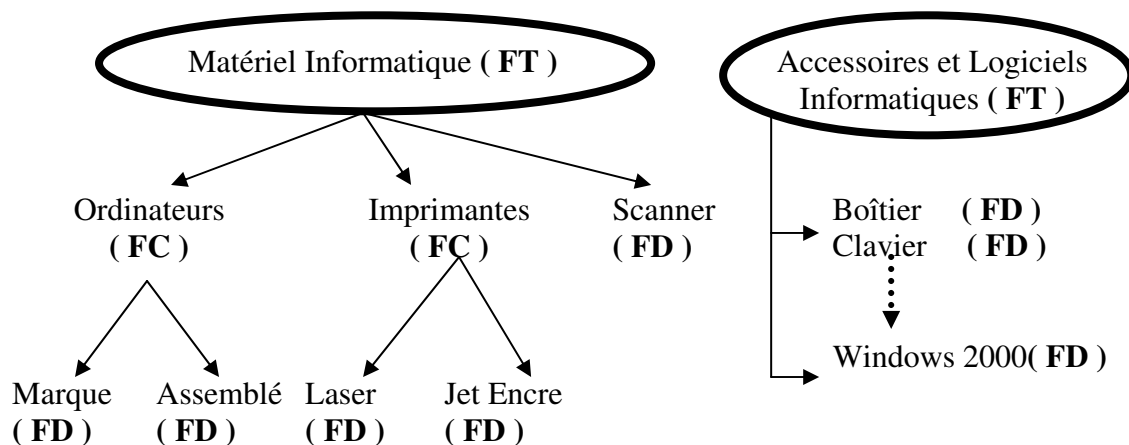 Matériel Informatique ( FT )
Accessoires et Logiciels
Informatiques ( FT )
Ordinateurs
( FC )
Imprimantes
( FC )
Scanner
( FD )
Boîtier ( FD )
Clavier ( FD )
Windows 2000( FD )
Marque
( FD )
Assemblé
( FD )
Laser
( FD )
Jet Encre
( FD )